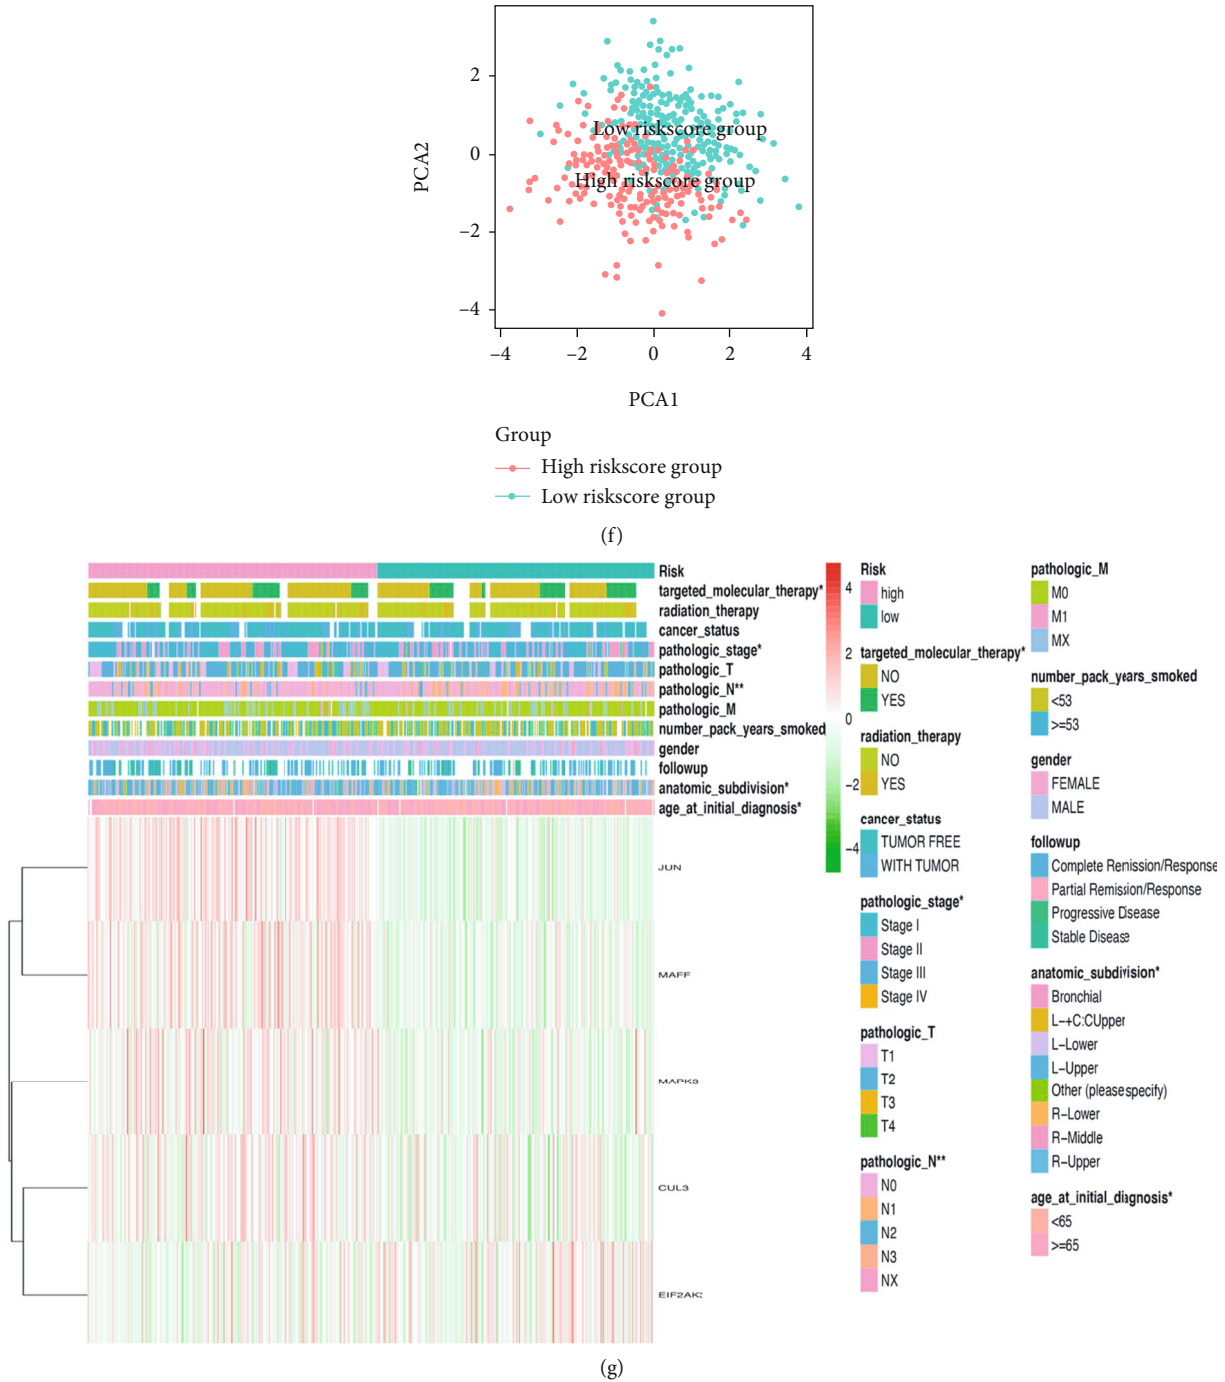 2
0
−2
−4
PCA2
Low riskscore group
High riskscore group
−4
−2
0
2
4
PCA1
Group
High riskscore group
Low riskscore group
(f)
Risk
targeted_molecular_therapy*
radiation_therapy
cancer_status
pathologic_stage*
pathologic_T
pathologic_N**
pathologic_M
number_pack_years_smoked
gender
followup
anatomic_subdivision*
age_at_initial_diagnosis*
JUN
MAFF
MAPK3
CUL3
EIF2AK:
4
2
0
−2
−4
Risk
high
low
targeted_molecular_therapy*
NO
YES
radiation_therapy
NO
YES
cancer_status
TUMOR FREE
WITH TUMOR
pathologic_stage*
Stage I
Stage II
Stage III
Stage IV
pathologic_T
T1
T2
T3
T4
pathologic_N**
N0
N1
N2
N3
NX
pathologic_M
M0
M1
MX
number_pack_years_smoked
<53
>=53
gender
FEMALE
MALE
followup
Complete Remission/Response
Partial Remission/Response
Progressive Disease
Stable Disease
anatomic_subdivision*
Bronchial
L−+C:CUpper
L−Lower
L−Upper
Other (please specify)
R−Lower
R−Middle
R−Upper
age_at_initial_diagnosis*
<65
>=65
(g)